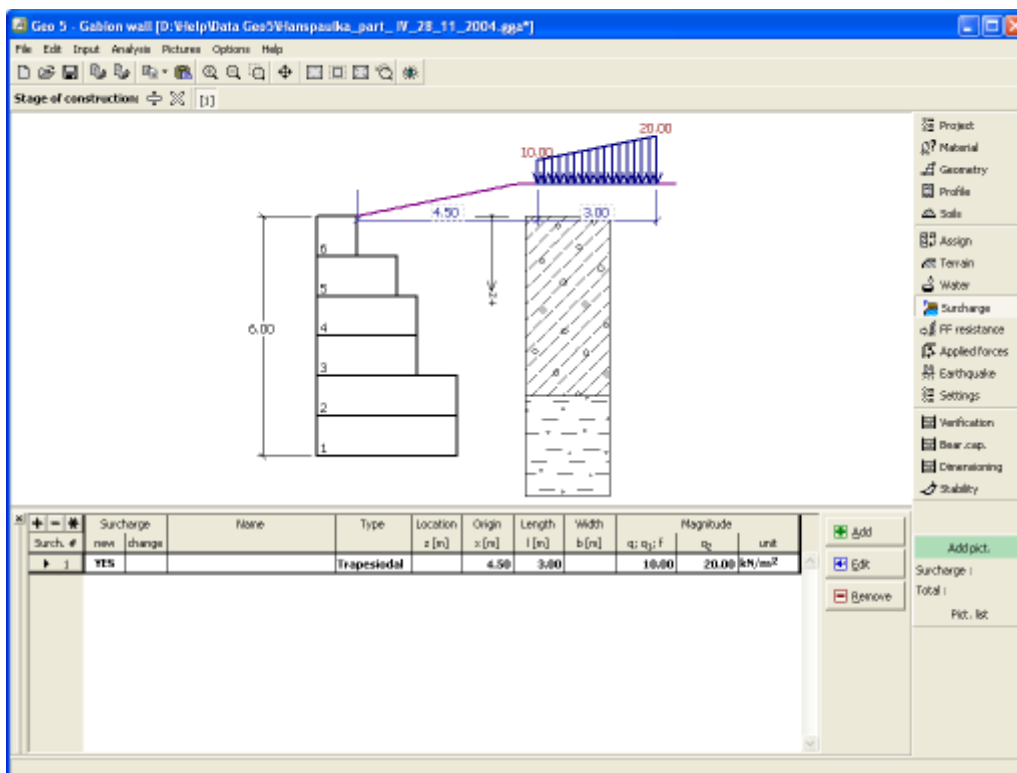 Geo 5 - Gabion wall [D:\Help\Data Geo5\Hanspaulka_part_ IV_28_11_2004.gga*]
File Edit Input Analysis Pictures Options Help
Stage of construction: [1]
20.00
10.00
4.50 3.00
+z
6.00
6
5
4
3
2
1
Project
Material
Geometry
Profile
Soils
Assign
Terrain
Water
Surcharge
FF resistance
Applied forces
Earthquake
Settings
Verification
Bear.cap.
Dimensioning
Stability
Surcharge Name Type Location Origin Length Width Magnitude
Surch. # new change z [m] x [m] l [m] b [m] q; q1; f q2 unit
1 YES Trapesiodal 4.50 3.00 10.00 20.00 kN/m2
Add
Edit
Remove
Add pict.
Surcharge :
Total :
Pict. list